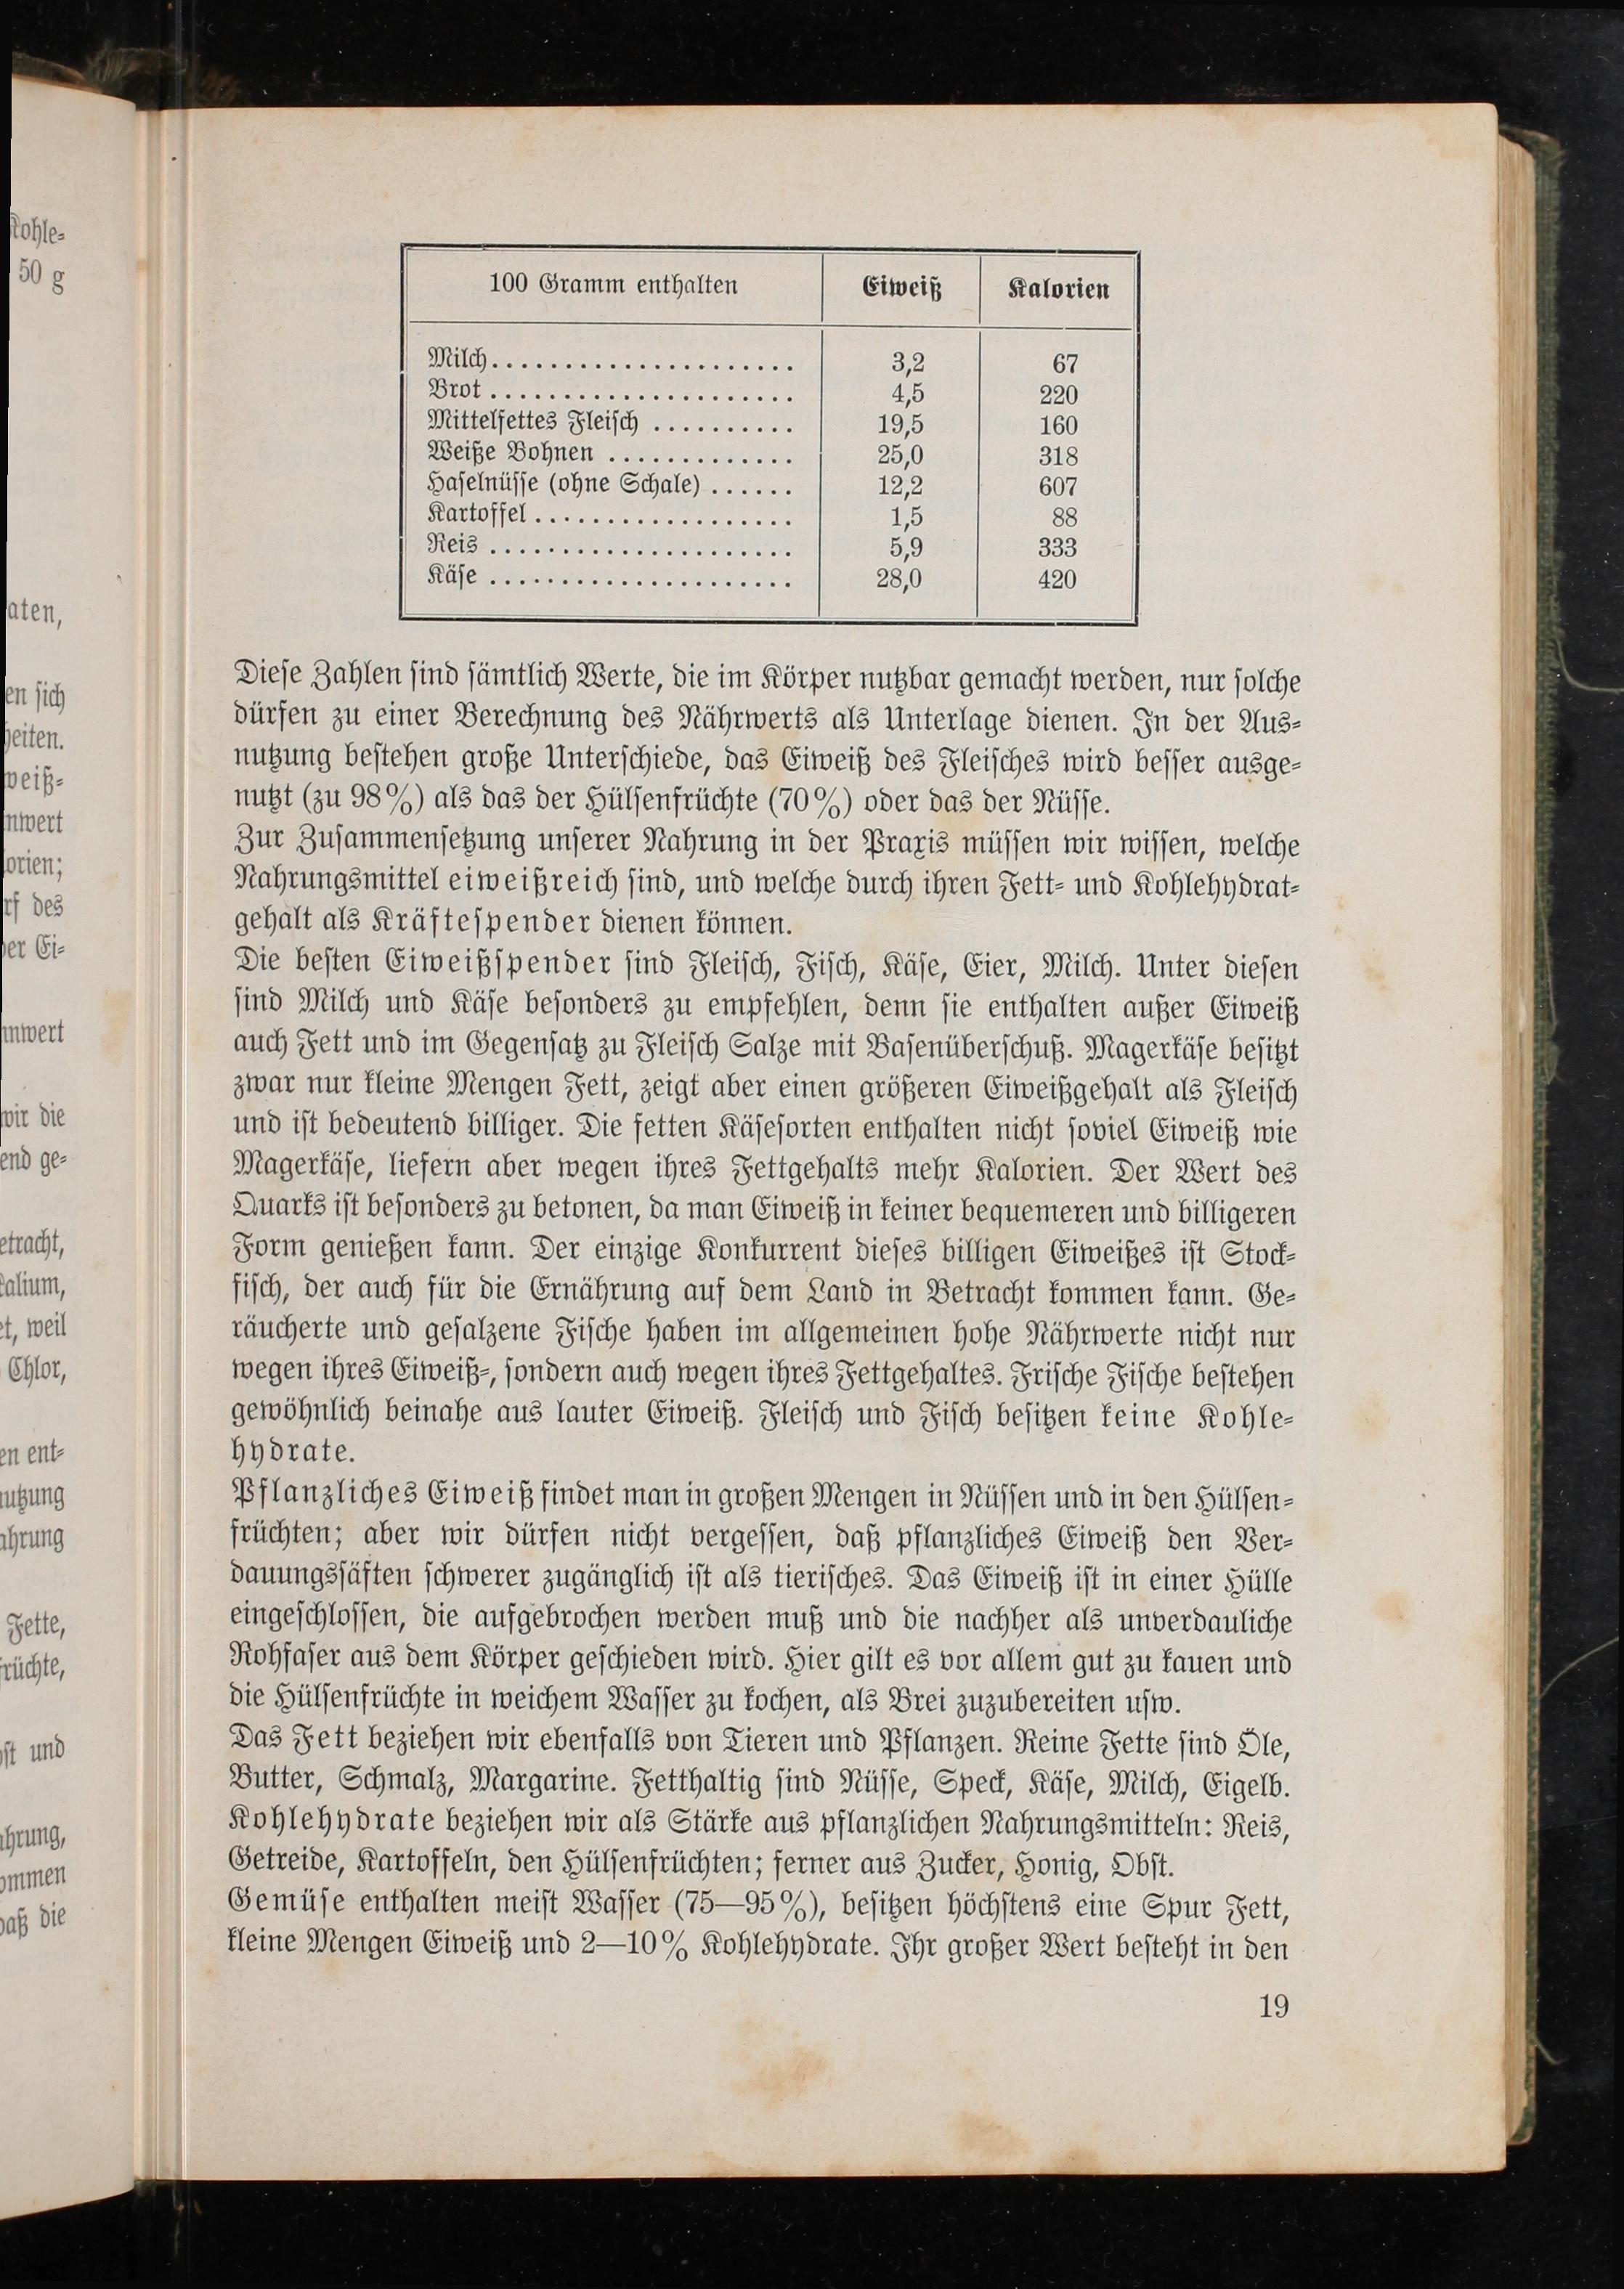 100 Gramm enthalten Eiweiß Kalorien
Milch..................... 3,2 67
Brot..................... 4,5 220
Mittelfettes Fleisch .......... 19,5 160
Weiße Bohnen ............. 25,0 318
Haselnüsse (ohne Schale)...... 12,2 607
Kartoffel.................. 1,5 88
Reis..................... 5,9 333
Käse..................... 28,0 420
Diese Zahlen sind sämtlich Werte, die im Körper nutzbar gemacht werden, nur solche
dürfen zu einer Berechnung des Nährwerts als Unterlage dienen. In der Aus-
nutzung bestehen große Unterschiede, das Eiweiß des Fleisches wird besser ausge-
nutzt (zu 98%) als das der Hülsenfrüchte (70%) oder das der Nüsse.
Zur Zusammensetzung unserer Nahrung in der Praxis müssen wir wissen, welche
Nahrungsmittel eiweißreich sind, und welche durch ihren Fett- und Kohlehydrat-
gehalt als Kräftespender dienen können.
Die besten Eiweißspender sind Fleisch, Fisch, Käse, Eier, Milch. Unter diesen
sind Milch und Käse besonders zu empfehlen, denn sie enthalten außer Eiweiß
auch Fett und im Gegensatz zu Fleisch Salze mit Basenüberschuß. Magerkäse besitzt
zwar nur kleine Mengen Fett, zeigt aber einen größeren Eiweißgehalt als Fleisch
und ist bedeutend billiger. Die fetten Käsesorten enthalten nicht soviel Eiweiß wie
Magerkäse, liefern aber wegen ihres Fettgehalts mehr Kalorien. Der Wert des
Quarks ist besonders zu betonen, da man Eiweiß in keiner bequemeren und billigeren
Form genießen kann. Der einzige Konkurrent dieses billigen Eiweißes ist Stock-
fisch, der auch für die Ernährung auf dem Land in Betracht kommen kann. Ge-
räucherte und gesalzene Fische haben im allgemeinen hohe Nährwerte nicht nur
wegen ihres Eiweiß-, sondern auch wegen ihres Fettgehaltes. Frische Fische bestehen
gewöhnlich beinahe aus lauter Eiweiß. Fleisch und Fisch besitzen keine Kohle-
hydrate.
Pflanzliches Eiweiß findet man in großen Mengen in Nüssen und in den Hülsen-
früchten; aber wir dürfen nicht vergessen, daß pflanzliches Eiweiß den Ver-
dauungssäften schwerer zugänglich ist als tierisches. Das Eiweiß ist in einer Hülle
eingeschlossen, die aufgebrochen werden muß und die nachher als unverdauliche
Rohfaser aus dem Körper geschieden wird. Hier gilt es vor allem gut zu kauen und
die Hülsenfrüchte in weichem Wasser zu kochen, als Brei zuzubereiten usw.
Das Fett beziehen wir ebenfalls von Tieren und Pflanzen. Reine Fette sind Öle,
Butter, Schmalz, Margarine. Fetthaltig sind Nüsse, Speck, Käse, Milch, Eigelb.
Kohlehydrate beziehen wir als Stärke aus pflanzlichen Nahrungsmitteln: Reis,
Getreide, Kartoffeln, den Hülsenfrüchten; ferner aus Zucker, Honig, Obst.
Gemüse enthalten meist Wasser (75—95%), besitzen höchstens eine Spur Fett,
kleine Mengen Eiweiß und 2—10% Kohlehydrate. Ihr großer Wert besteht in den
19